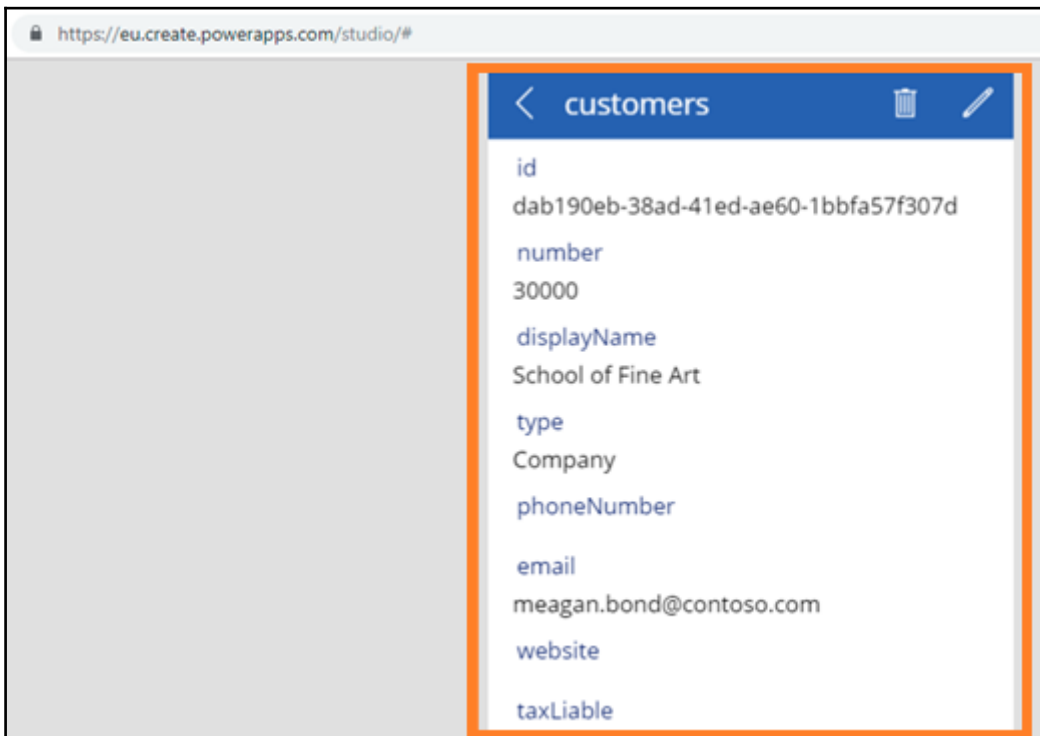 https://eu.create.powerapps.com/studio/#
customers
id
dab190eb-38ad-41ed-ae60-1bbfa57f307d
number
30000
displayName
School of Fine Art
type
Company
phoneNumber
email
meagan.bond@contoso.com
website
taxLiable